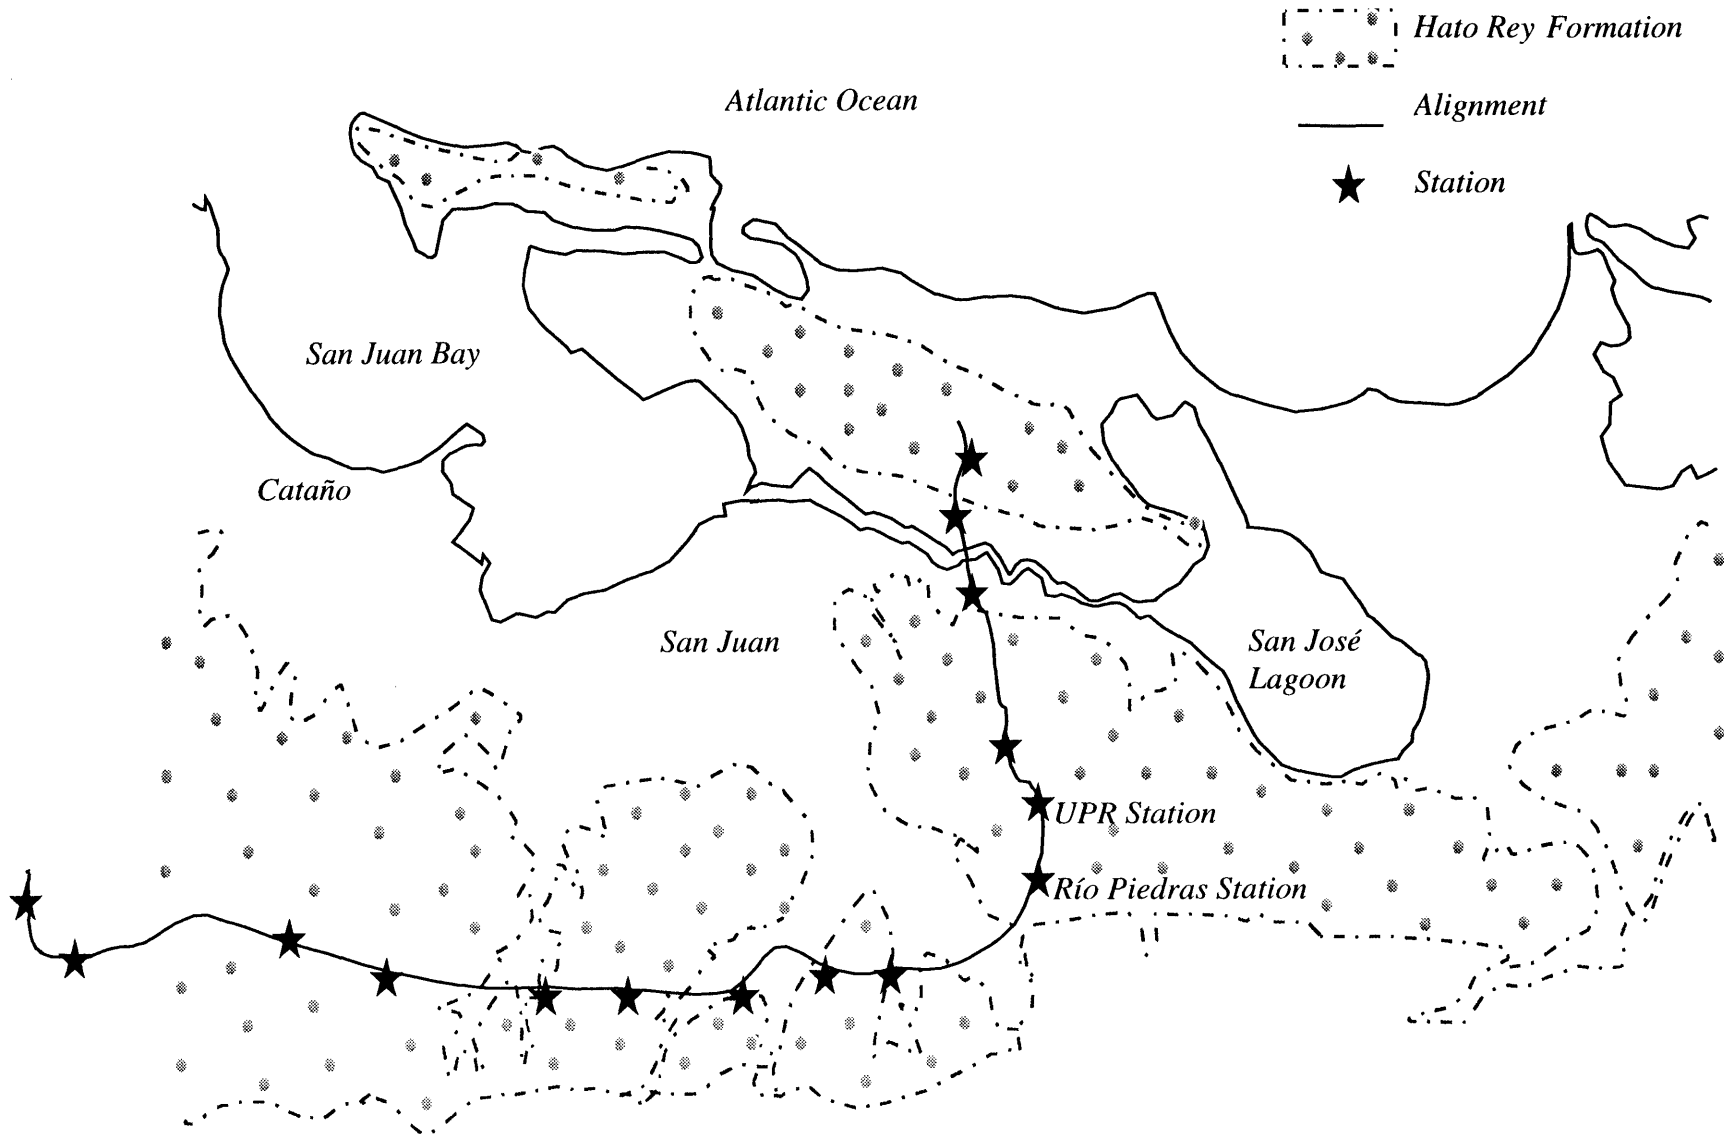 Hato Rey Formation
Atlantic Ocean
Alignment
Station
San Juan Bay
Cataño
San Juan
San José
Lagoon
UPR Station
Río Piedras Station